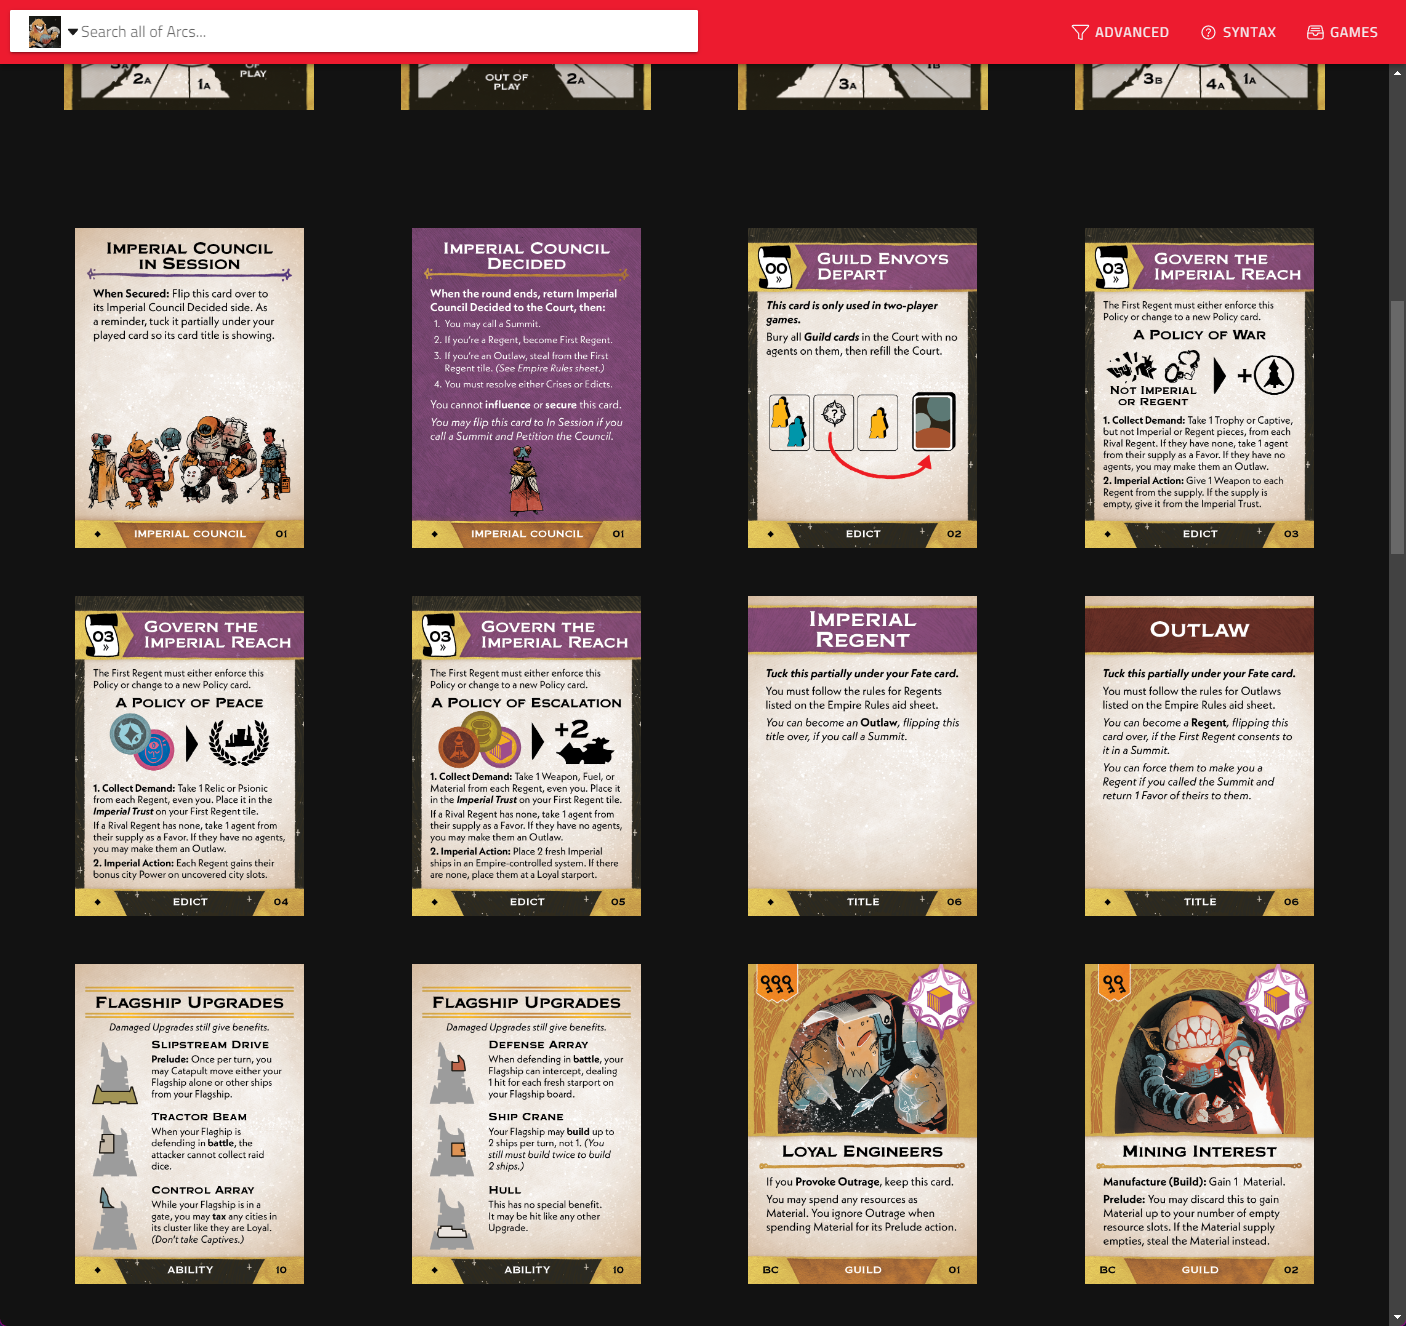 Search all of Arcs...
ADVANCED
SYNTAX
GAMES
2A
1A
OF
PLAY
OUT OF
PLAY
2A
3A
1B
3B
4A
1A
IMPERIAL COUNCIL
IN SESSION
When Secured: Flip this card over to
its Imperial Council Decided side. As
a reminder, tuck it partially under your
played card so its card title is showing.
IMPERIAL COUNCIL
01
IMPERIAL COUNCIL
DECIDED
When the round ends, return Imperial
Council Decided to the Court, then:
1. You may call a Summit.
2. If you're a Regent, become First Regent.
3. If you're an Outlaw, steal from the First
Regent tile. (See Empire Rules sheet.)
4. You must resolve either Crises or Edicts.
You cannot influence or secure this card.
You may flip this card to In Session if you
call a Summit and Petition the Council.
IMPERIAL COUNCIL
01
00
»
GUILD ENVOYS
DEPART
This card is only used in two-player
games.
Bury all Guild cards in the Court with no
agents on them, then refill the Court.
?
EDICT
02
03
»
GOVERN THE
IMPERIAL REACH
The First Regent must either enforce this
Policy or change to a new Policy card.
A POLICY OF WAR
+
NOT IMPERIAL
OR REGENT
1. Collect Demand: Take 1 Trophy or Captive,
but not Imperial or Regent pieces, from each
Rival Regent. If they have none, take 1 agent
from their supply as a Favor. If they have no
agents, you may make them an Outlaw.
2. Imperial Action: Give 1 Weapon to each
Regent from the supply. If the supply is
empty, give it from the Imperial Trust.
EDICT
03
03
»
GOVERN THE
IMPERIAL REACH
The First Regent must either enforce this
Policy or change to a new Policy card.
A POLICY OF PEACE
1. Collect Demand: Take 1 Relic or Psionic
from each Regent, even you. Place it in the
Imperial Trust on your First Regent tile.
If a Rival Regent has none, take 1 agent from
their supply as a Favor. If they have no agents,
you may make them an Outlaw.
2. Imperial Action: Each Regent gains their
bonus city Power on uncovered city slots.
EDICT
04
03
»
GOVERN THE
IMPERIAL REACH
The First Regent must either enforce this
Policy or change to a new Policy card.
A POLICY OF ESCALATION
+2
1. Collect Demand: Take 1 Weapon, Fuel, or
Material from each Regent, even you. Place it
in the Imperial Trust on your First Regent tile.
If a Rival Regent has none, take 1 agent from
their supply as a Favor. If they have no agents,
you may make them an Outlaw.
2. Imperial Action: Place 2 fresh Imperial
ships in an Empire-controlled system. If there
are none, place them at a Loyal starport.
EDICT
05
IMPERIAL
REGENT
Tuck this partially under your Fate card.
You must follow the rules for Regents
listed on the Empire Rules aid sheet.
You can become an Outlaw, flipping this
title over, if you call a Summit.
TITLE
06
OUTLAW
Tuck this partially under your Fate card.
You must follow the rules for Outlaws
listed on the Empire Rules aid sheet.
You can become a Regent, flipping this
card over, if the First Regent consents to
it in a Summit.
You can force them to make you a
Regent if you called the Summit and
return 1 Favor of theirs to them.
TITLE
06
FLAGSHIP UPGRADES
Damaged Upgrades still give benefits.
SLIPSTREAM DRIVE
Prelude: Once per turn, you
may Catapult move either your
Flagship alone or other ships
from your Flagship.
TRACTOR BEAM
When your Flaghip is
defending in battle, the
attacker cannot collect raid
dice.
CONTROL ARRAY
While your Flagship is in a
gate, you may tax any cities in
its cluster like they are Loyal.
(Don't take Captives.)
ABILITY
10
FLAGSHIP UPGRADES
Damaged Upgrades still give benefits.
DEFENSE ARRAY
When defending in battle, your
Flagship can intercept, dealing
1 hit for each fresh starport on
your Flagship board.
SHIP CRANE
Your Flagship may build up to
2 ships per turn, not 1. (You
still must build twice to build
2 ships.)
HULL
This has no special benefit.
It may be hit like any other
Upgrade.
ABILITY
10
LOYAL ENGINEERS
If you Provoke Outrage, keep this card.
You may spend any resources as
Material. You ignore Outrage when
spending Material for its Prelude action.
BC
GUILD
01
MINING INTEREST
Manufacture (Build): Gain 1 Material.
Prelude: You may discard this to gain
Material up to your number of empty
resource slots. If the Material supply
empties, steal the Material instead.
BC
GUILD
02